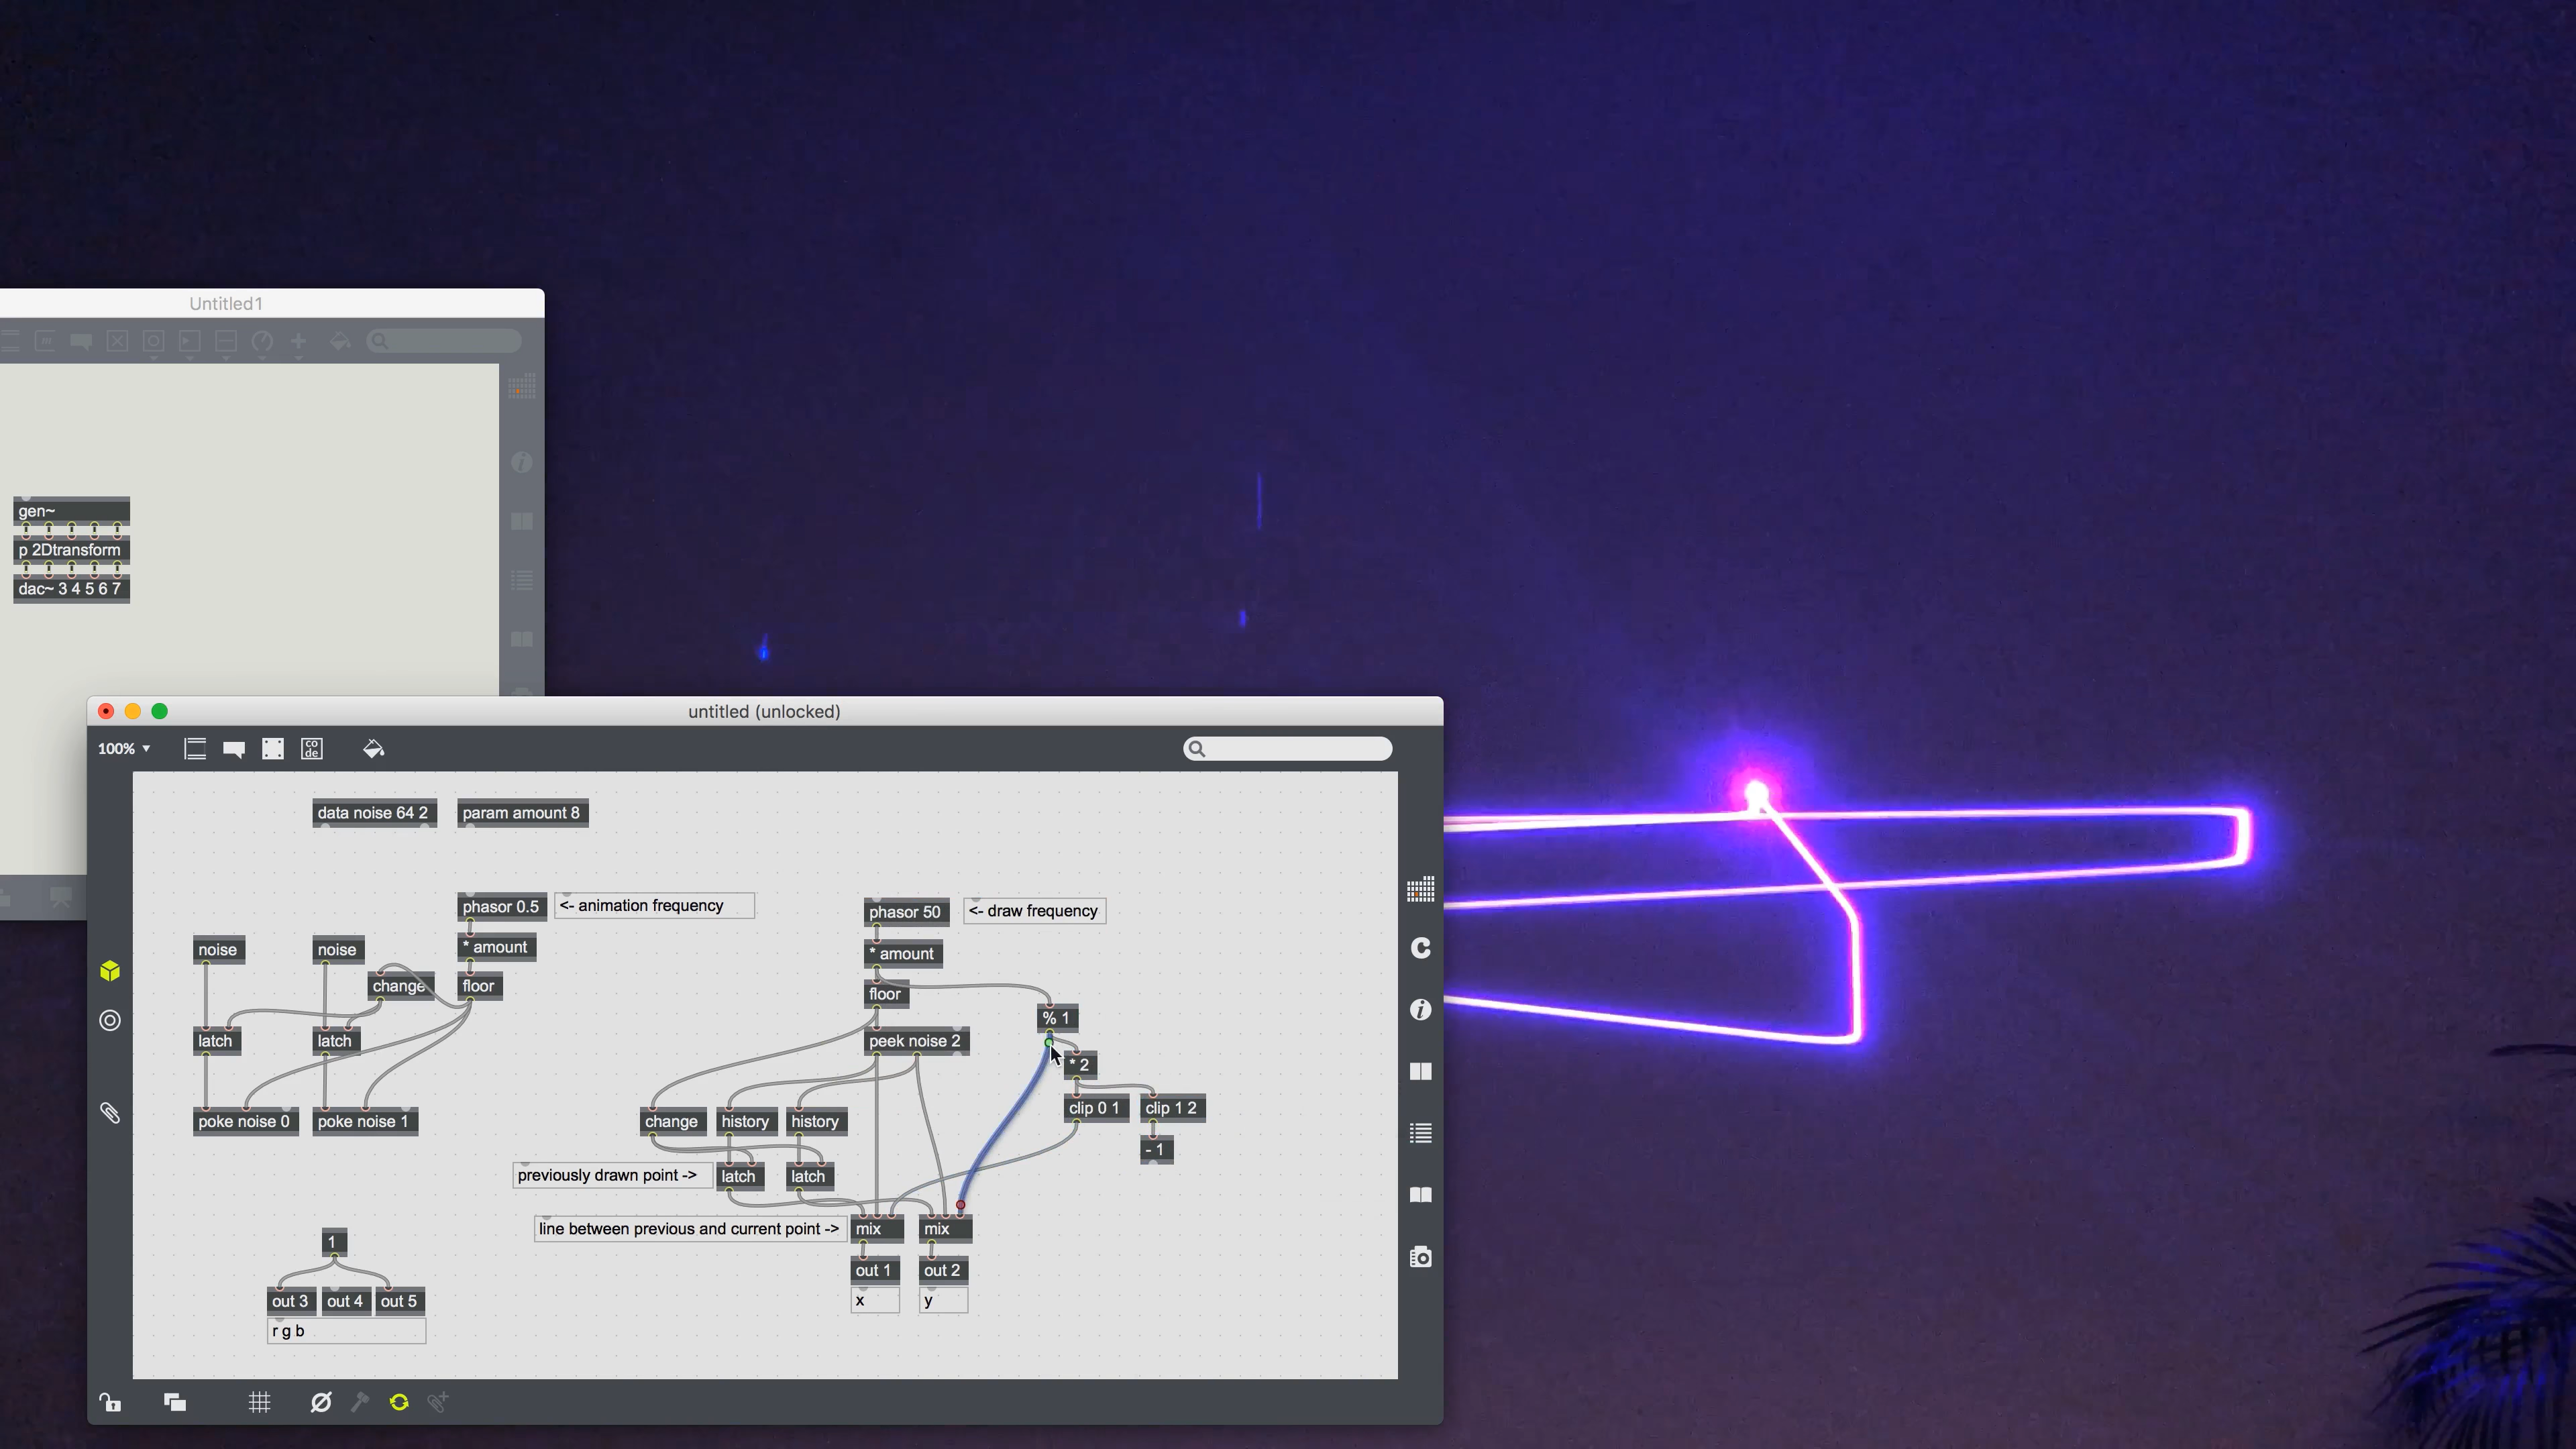 Untitled1
gen~
p 2Dtransform
dac~ 3 4 5 6 7
untitled (unlocked)
100%
co
de
data noise 64 2
param amount 8
phasor 0.5
<- animation frequency
phasor 50
<- draw frequency
noise
noise
* amount
* amount
change
floor
floor
% 1
latch
latch
peek noise 2
* 2
poke noise 0
poke noise 1
change
history
history
clip 0 1
clip 1 2
- 1
previously drawn point ->
latch
latch
line between previous and current point ->
mix
mix
1
out 1
out 2
x
y
out 3
out 4
out 5
r g b